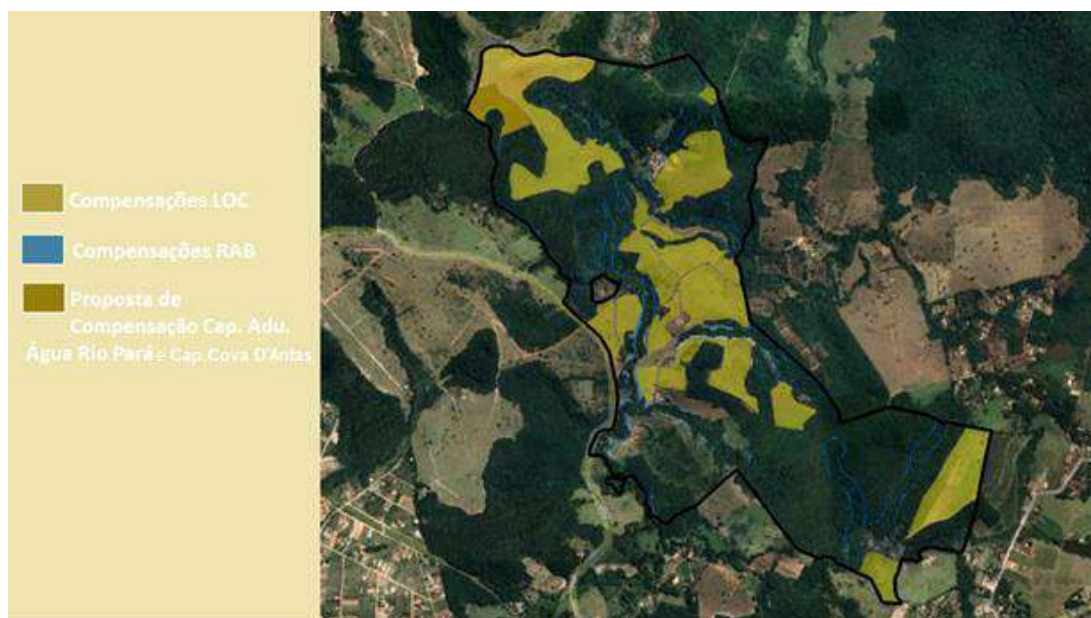 Compensações LOC
Compensações RAB
Proposta de
Compensação Cap. Adu.
Água Rio Pará e Cap. Cova D'Antas